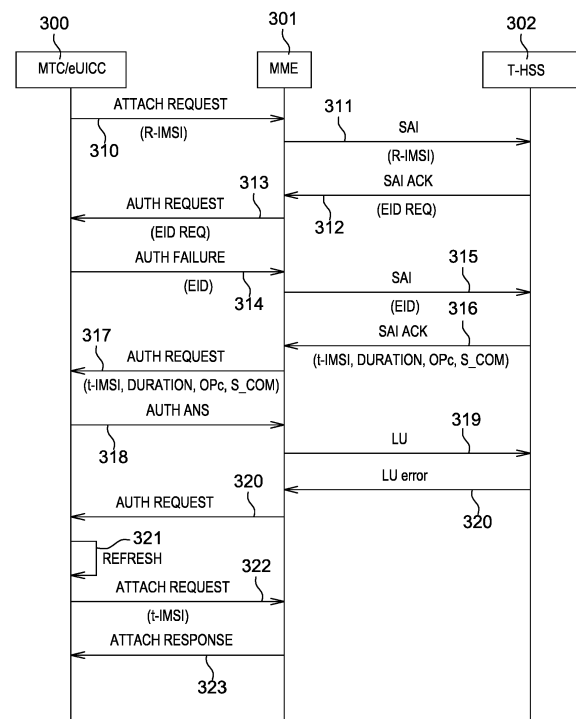 300
301
302
MTC/eUICC
MME
T-HSS
ATTACH REQUEST
(R-IMSI)
310
311
SAI
(R-IMSI)
SAI ACK
(EID REQ)
312
313
AUTH REQUEST
(EID REQ)
AUTH FAILURE
(EID)
314
315
SAI
(EID)
316
SAI ACK
(t-IMSI, DURATION, OPc, S_COM)
317
AUTH REQUEST
(t-IMSI, DURATION, OPc, S_COM)
AUTH ANS
318
319
LU
LU error
320
320
AUTH REQUEST
321
REFRESH
322
ATTACH REQUEST
(t-IMSI)
ATTACH RESPONSE
323